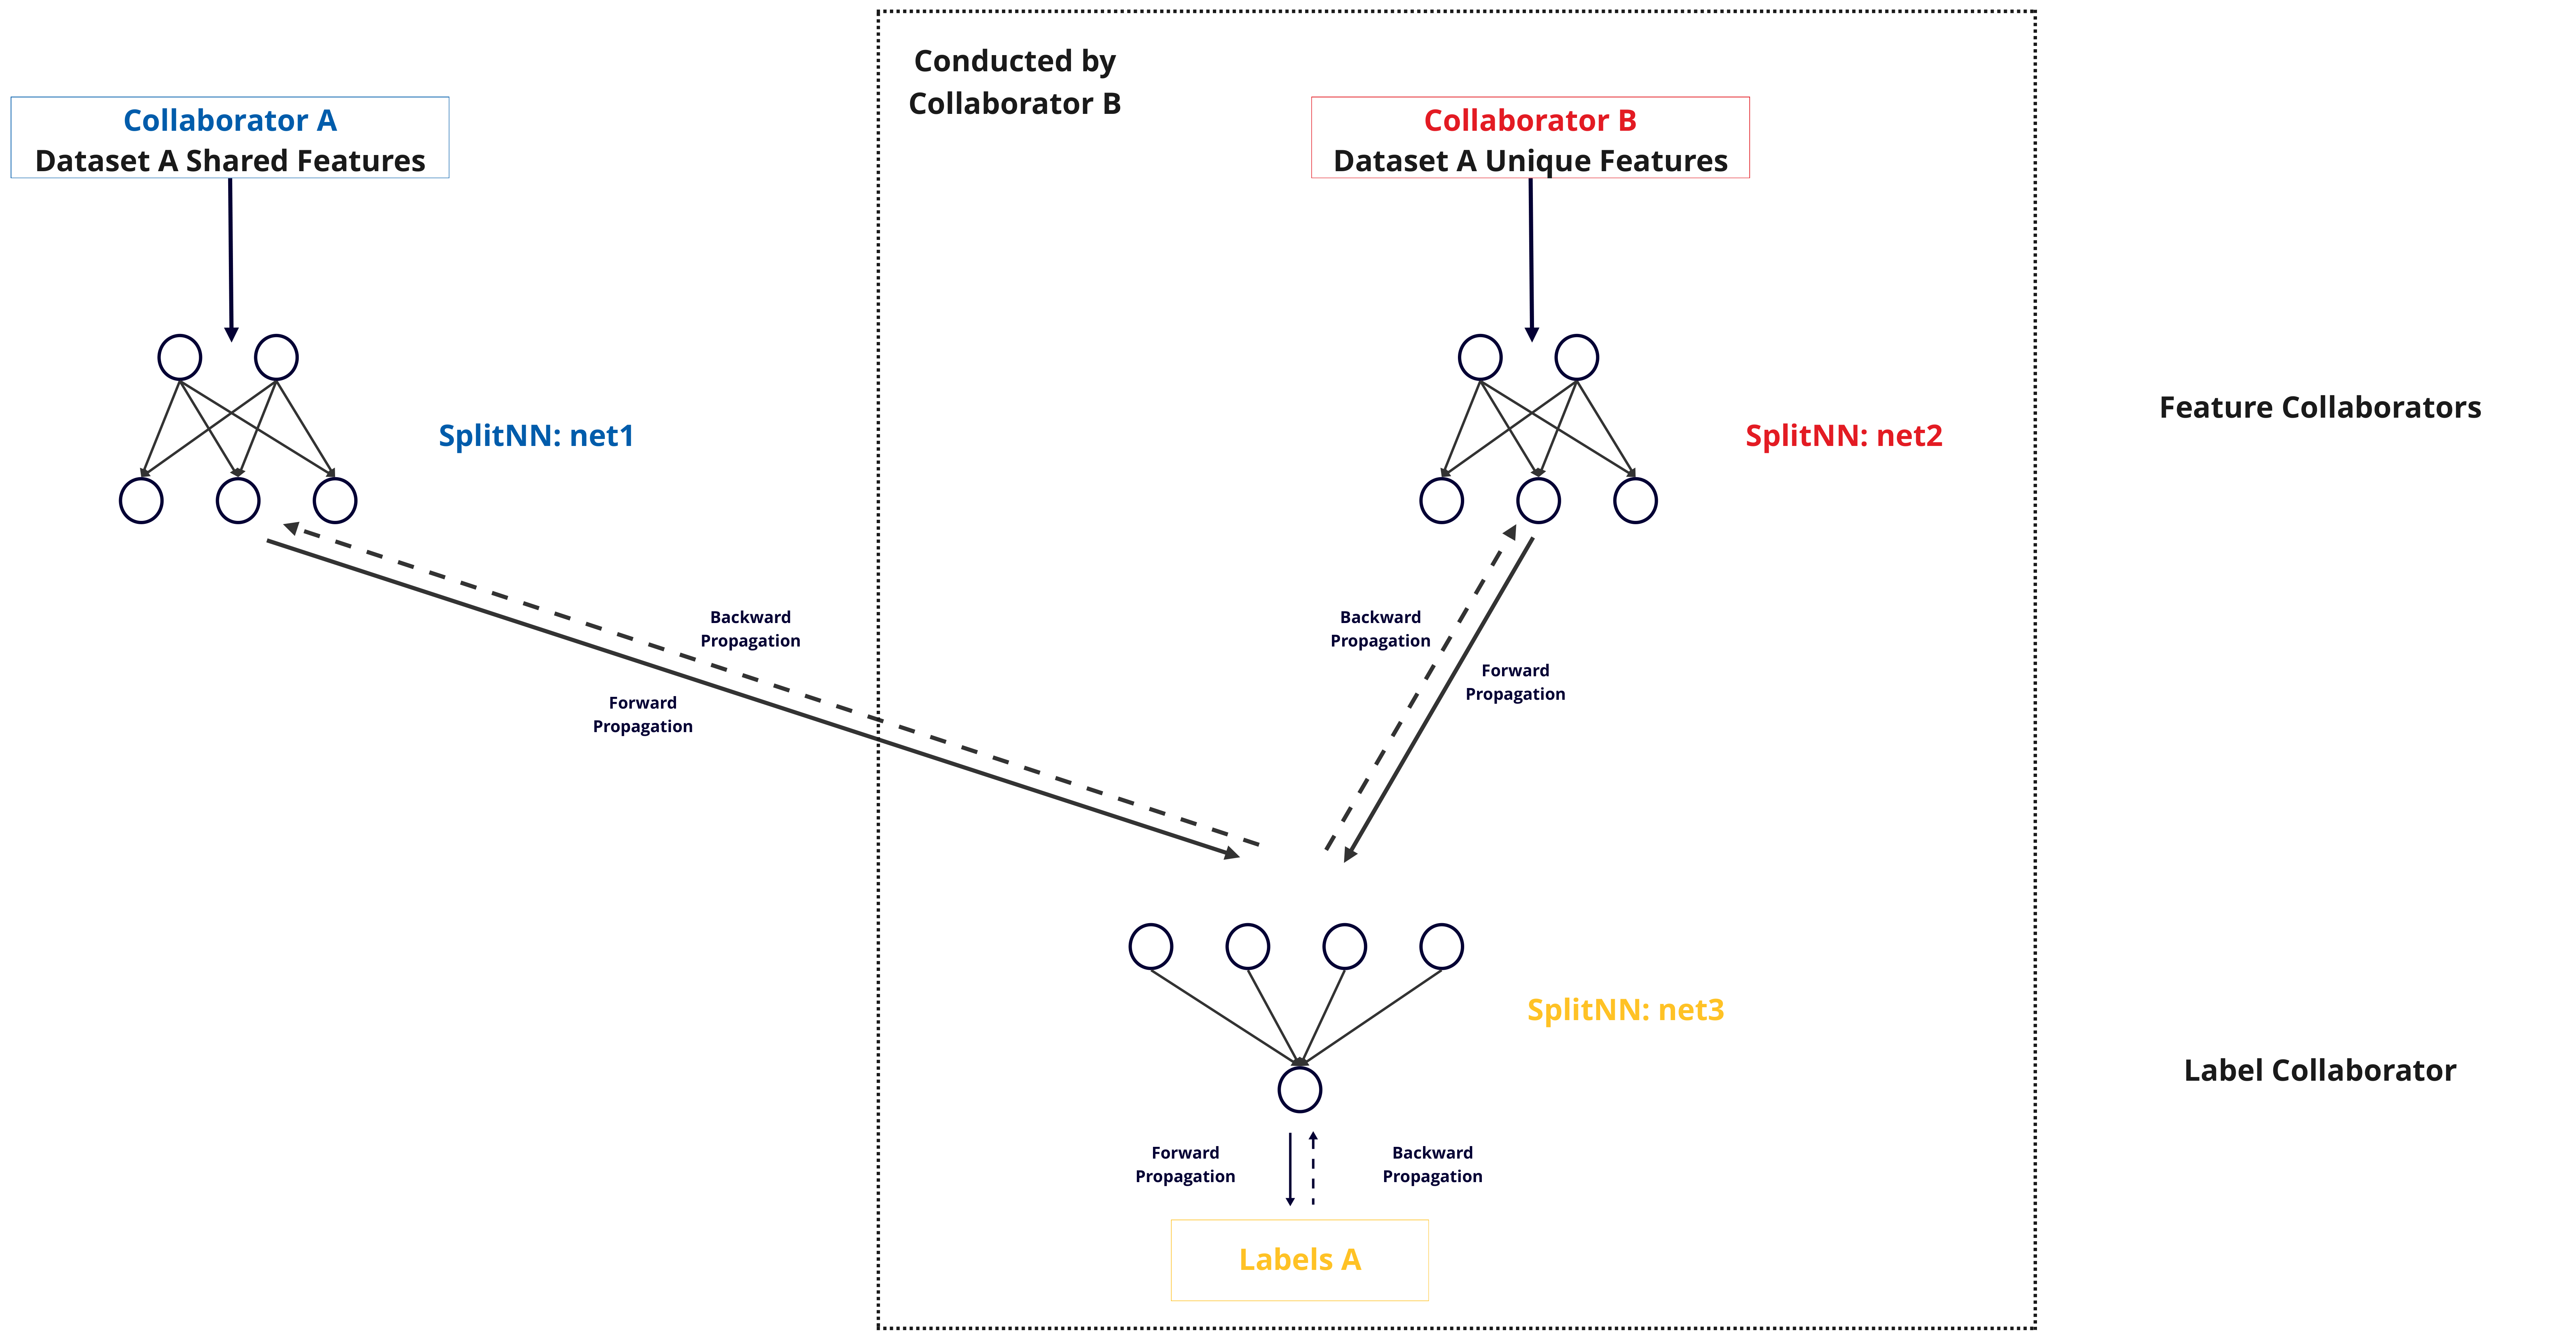 Conducted by
Collaborator B
Collaborator A
Dataset A Shared Features
Collaborator B
Dataset A Unique Features
SplitNN: net1
SplitNN: net2
Feature Collaborators
Backward
Propagation
Forward
Propagation
Backward
Propagation
Forward
Propagation
SplitNN: net3
Label Collaborator
Forward
Propagation
Backward
Propagation
Labels A